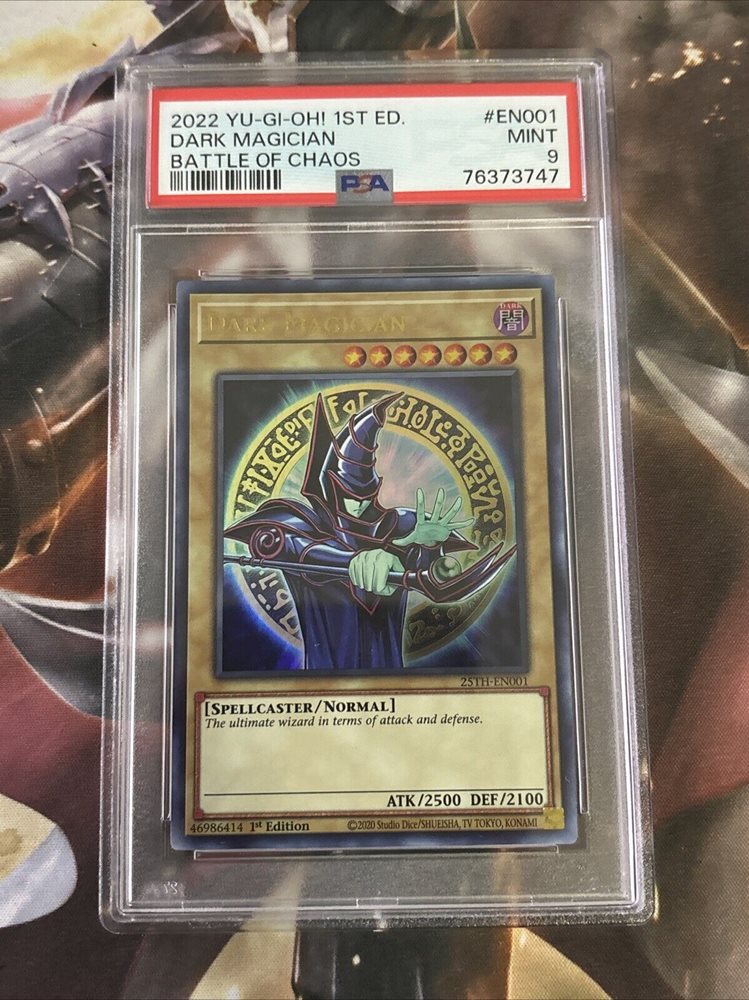 2022 YU-GI-OH! 1ST ED. #EN001
DARK MAGICIAN MINT
BATTLE OF CHAOS 9
PSA 76373747
DARK MAGICIAN
DARK
闇
25TH-EN001
[SPELLCASTER/NORMAL]
The ultimate wizard in terms of attack and defense.
ATK/2500 DEF/2100
46986414 1st Edition ©2020 Studio Dice/SHUEISHA, TV TOKYO, KONAMI